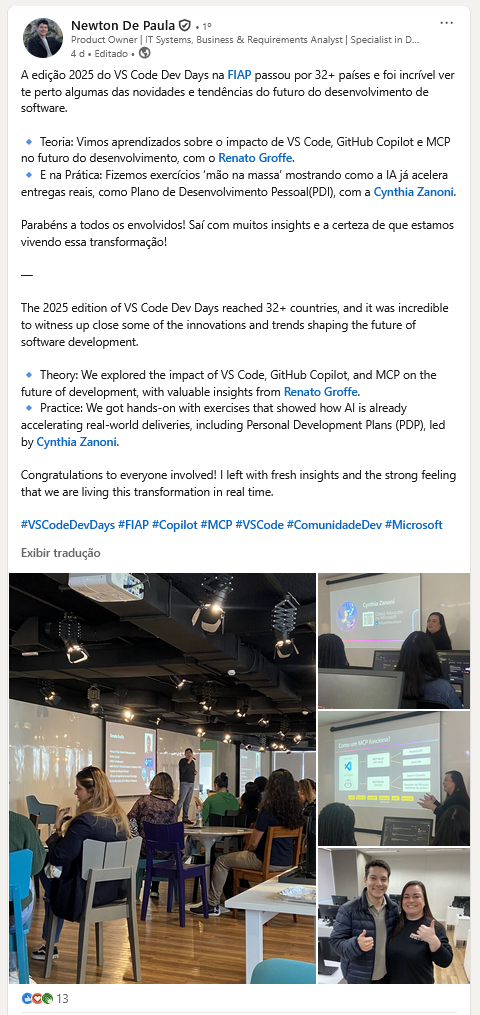 Newton De Paula • 1º
Product Owner | IT Systems, Business & Requirements Analyst | Specialist in D...
4 d • Editado •
A edição 2025 do VS Code Dev Days na FIAP passou por 32+ países e foi incrível ver
te perto algumas das novidades e tendências do futuro do desenvolvimento de
software.
🔹 Teoria: Vimos aprendizados sobre o impacto de VS Code, GitHub Copilot e MCP
no futuro do desenvolvimento, com o Renato Groffe.
🔹 E na Prática: Fizemos exercícios ‘mão na massa’ mostrando como a IA já acelera
entregas reais, como Plano de Desenvolvimento Pessoal(PDI), com a Cynthia Zanoni.
Parabéns a todos os envolvidos! Saí com muitos insights e a certeza de que estamos
vivendo essa transformação!
—
The 2025 edition of VS Code Dev Days reached 32+ countries, and it was incredible
to witness up close some of the innovations and trends shaping the future of
software development.
🔹 Theory: We explored the impact of VS Code, GitHub Copilot, and MCP on the
future of development, with valuable insights from Renato Groffe.
🔹 Practice: We got hands-on with exercises that showed how AI is already
accelerating real-world deliveries, including Personal Development Plans (PDP), led
by Cynthia Zanoni.
Congratulations to everyone involved! I left with fresh insights and the strong feeling
that we are living this transformation in real time.
#VSCodeDevDays #FIAP #Copilot #MCP #VSCode #ComunidadeDev #Microsoft
Exibir tradução
Cynthia Zanoni
Como um MCP funciona?
13